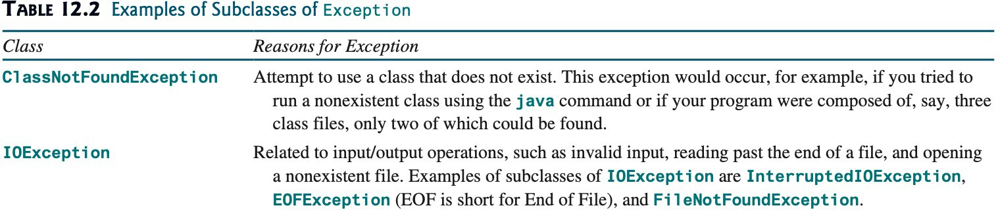 TABLE 12.2 Examples of Subclasses of Exception
Class Reasons for Exception
ClassNotFoundException Attempt to use a class that does not exist. This exception would occur, for example, if you tried to
run a nonexistent class using the java command or if your program were composed of, say, three
class files, only two of which could be found.
IOException Related to input/output operations, such as invalid input, reading past the end of a file, and opening
a nonexistent file. Examples of subclasses of IOException are InterruptedIOException,
EOFException (EOF is short for End of File), and FileNotFoundException.